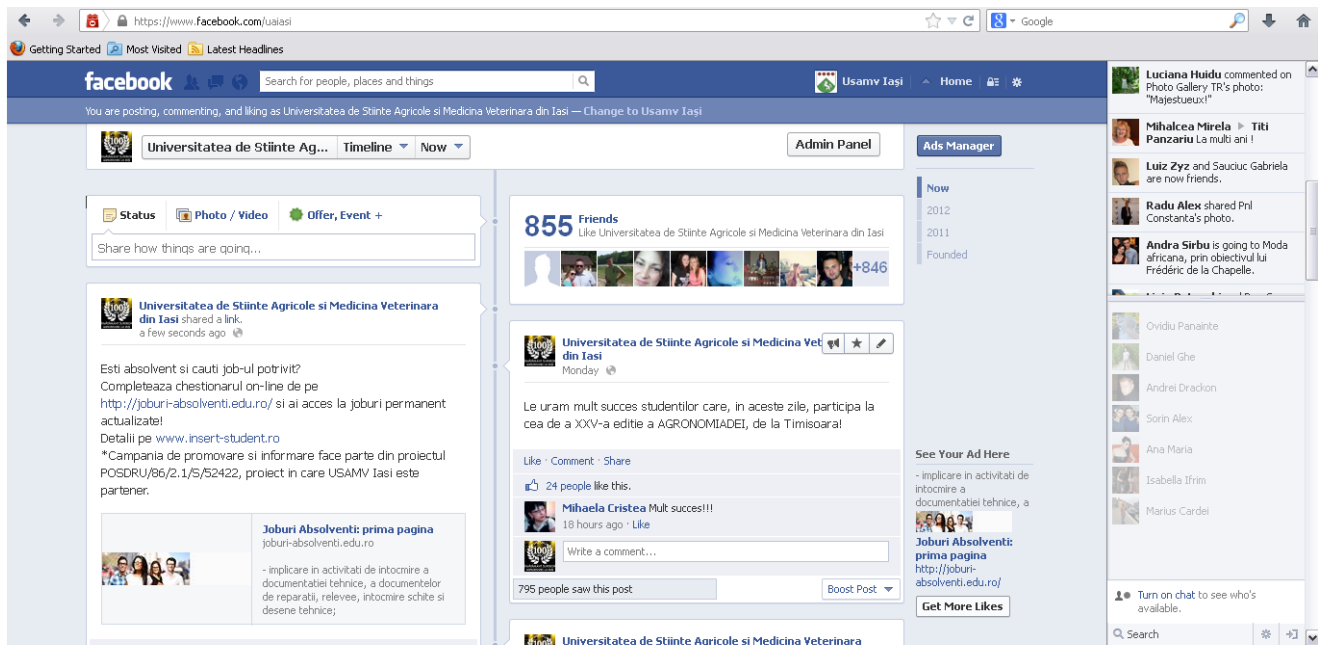 https://www.facebook.com/uaiasi
Google
Getting Started Most Visited Latest Headlines
facebook
Search for people, places and things
Usamv Iaşi Home
You are posting, commenting, and liking as Universitatea de Stiinte Agricole si Medicina Veterinara din Iasi — Change to Usamv Iaşi
Universitatea de Stiinte Ag... Timeline Now
Admin Panel
Status Photo / Video Offer, Event +
Share how things are going...
Universitatea de Stiinte Agricole si Medicina Veterinara
din Iasi shared a link.
a few seconds ago
Esti absolvent si cauti job-ul potrivit?
Completeaza chestionarul on-line de pe
http://joburi-absolventi.edu.ro/ si ai acces la joburi permanent
actualizate!
Detalii pe www.insert-student.ro
*Campania de promovare si informare face parte din proiectul
POSDRU/86/2.1/S/52422, proiect in care USAMV Iasi este
partener.
Joburi Absolventi: prima pagina
joburi-absolventi.edu.ro
- implicare in activitati de intocmire a
documentatiei tehnice, a documentelor
de reparatii, relevee, intocmire schite si
desene tehnice;
855 Friends
Like Universitatea de Stiinte Agricole si Medicina Veterinara din Iasi
+846
Universitatea de Stiinte Agricole si Medicina Vet
din Iasi
Monday
Le uram mult succes studentilor care, in aceste zile, participa la
cea de a XXV-a editie a AGRONOMIADEI, de la Timisoara!
Like · Comment · Share
24 people like this.
Mihaela Cristea Mult succes!!!
18 hours ago · Like
Write a comment...
795 people saw this post
Boost Post
Universitatea de Stiinte Agricole si Medicina Veterinara
Ads Manager
Now
2012
2011
Founded
See Your Ad Here
- implicare in activitati de
intocmire a
documentatiei tehnice, a
Joburi Absolventi:
prima pagina
http://joburi-
absolventi.edu.ro/
Get More Likes
Luciana Huidu commented on
Photo Gallery TR's photo:
"Majestueux!"
Mihalcea Mirela ▶ Titi
Panzariu La multi ani !
Luiz Zyz and Sauciuc Gabriela
are now friends.
Radu Alex shared Pnl
Constanta's photo.
Andra Sirbu is going to Moda
africana, prin obiectivul lui
Frédéric de la Chapelle.
Ovidiu Panainte
Daniel Ghe
Andrei Drackon
Sorin Alex
Ana Maria
Isabella Ifrim
Marius Cardei
Turn on chat to see who's
available.
Search